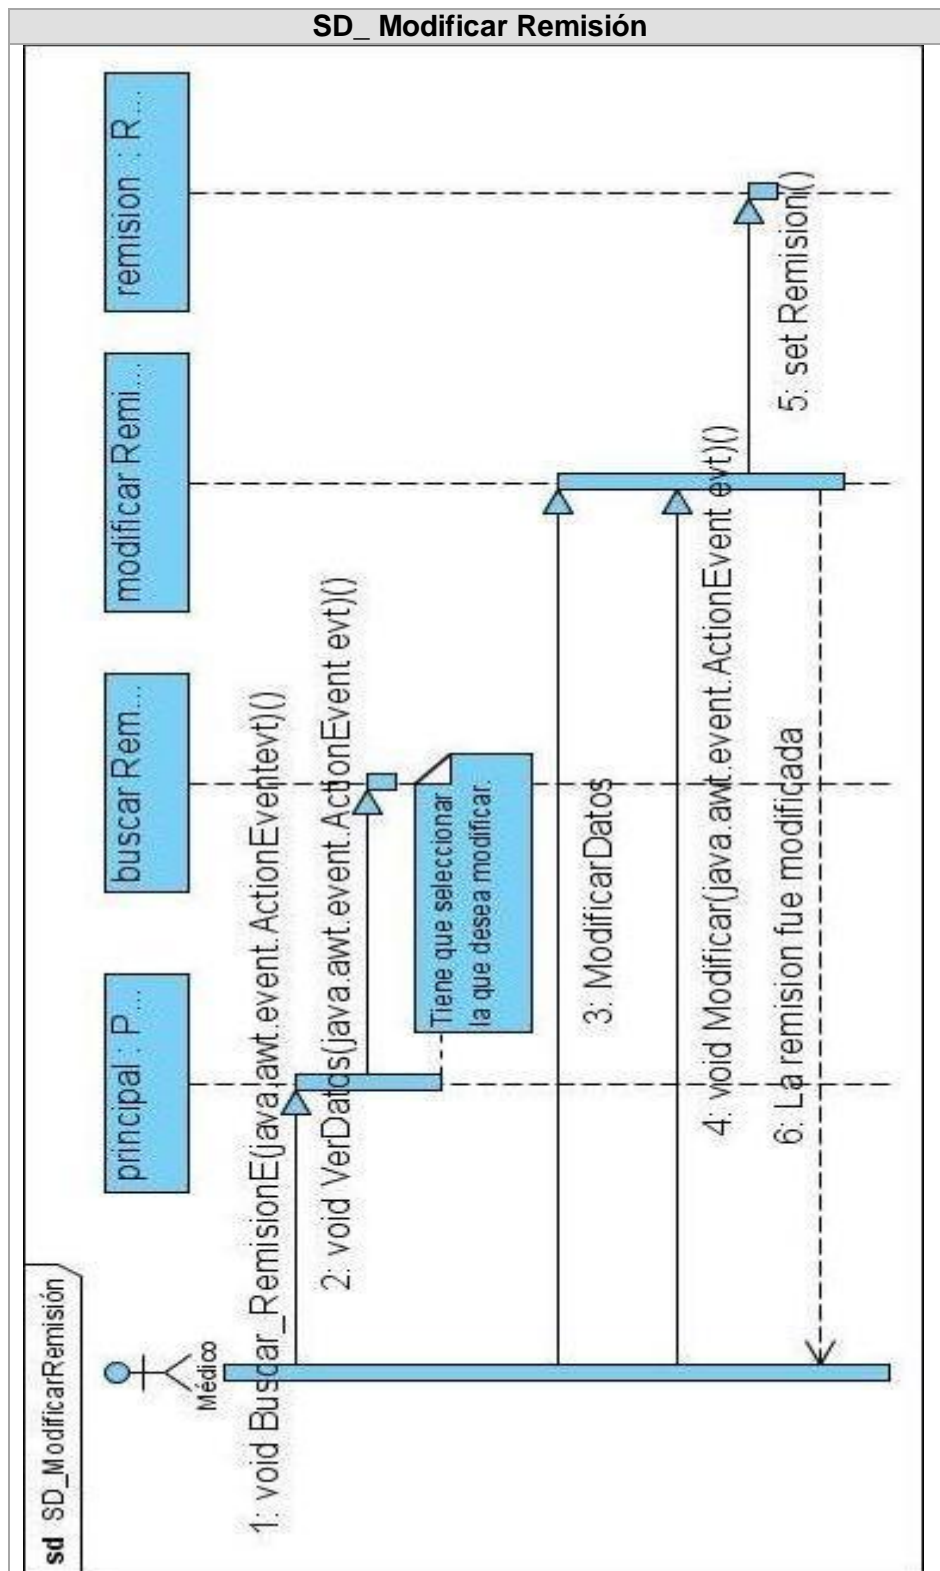 SD_ Modificar Remisión
sd SD_ModificarRemisión
Médico
principal : P...
buscar Rem...
modificar Remi...
remision : R...
1: void Buscar_RemisionE(java.awt.event.ActionEventevt)()
2: void VerDatos(java.awt.event.ActionEvent evt)()
Tiene que seleccionar
la que desea modificar.
3: ModificarDatos
4: void Modificar(java.awt.event.ActionEvent evt)()
5: set Remision()
6: La remision fue modificada